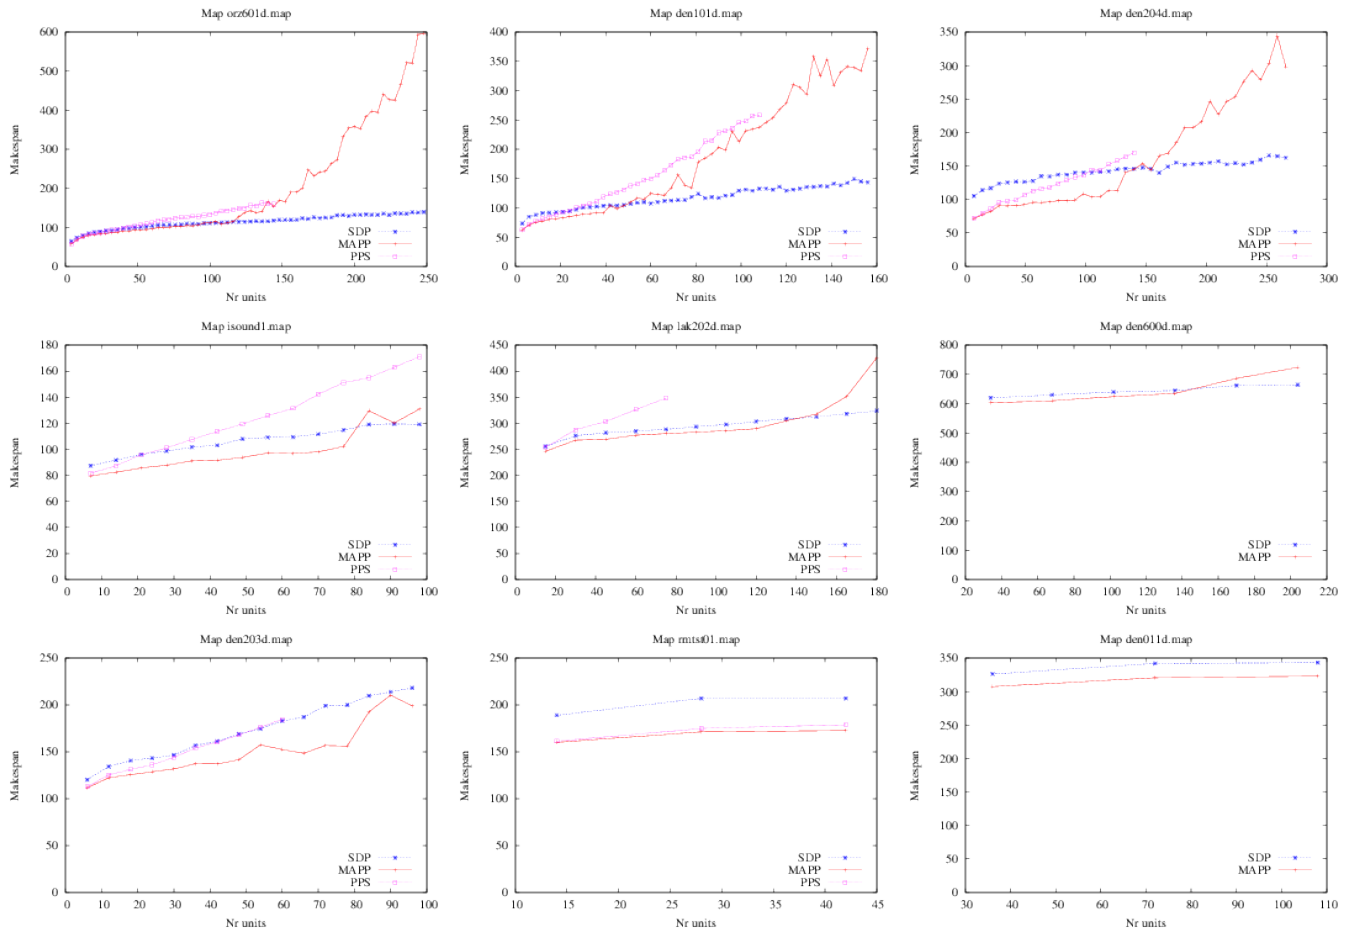 Map orz601d.map
Makespan
600
500
400
300
200
100
0
0 50 100 150 200 250
Nr units
SDP
MAPP
PPS
Map den101d.map
Makespan
400
350
300
250
200
150
100
50
0
0 20 40 60 80 100 120 140 160
Nr units
SDP
MAPP
PPS
Map den204d.map
Makespan
350
300
250
200
150
100
50
0
0 50 100 150 200 250 300
Nr units
SDP
MAPP
PPS
Map isound1.map
Makespan
180
160
140
120
100
80
60
40
20
0
0 10 20 30 40 50 60 70 80 90 100
Nr units
SDP
MAPP
PPS
Map lak202d.map
Makespan
450
400
350
300
250
200
150
100
50
0
0 20 40 60 80 100 120 140 160 180
Nr units
SDP
MAPP
PPS
Map den600d.map
Makespan
800
700
600
500
400
300
200
100
0
20 40 60 80 100 120 140 160 180 200 220
Nr units
SDP
MAPP
Map den203d.map
Makespan
250
200
150
100
50
0
0 10 20 30 40 50 60 70 80 90 100
Nr units
SDP
MAPP
PPS
Map rmtst01.map
Makespan
250
200
150
100
50
0
10 15 20 25 30 35 40 45
Nr units
SDP
MAPP
PPS
Map den011d.map
Makespan
350
300
250
200
150
100
50
0
30 40 50 60 70 80 90 100 110
Nr units
SDP
MAPP